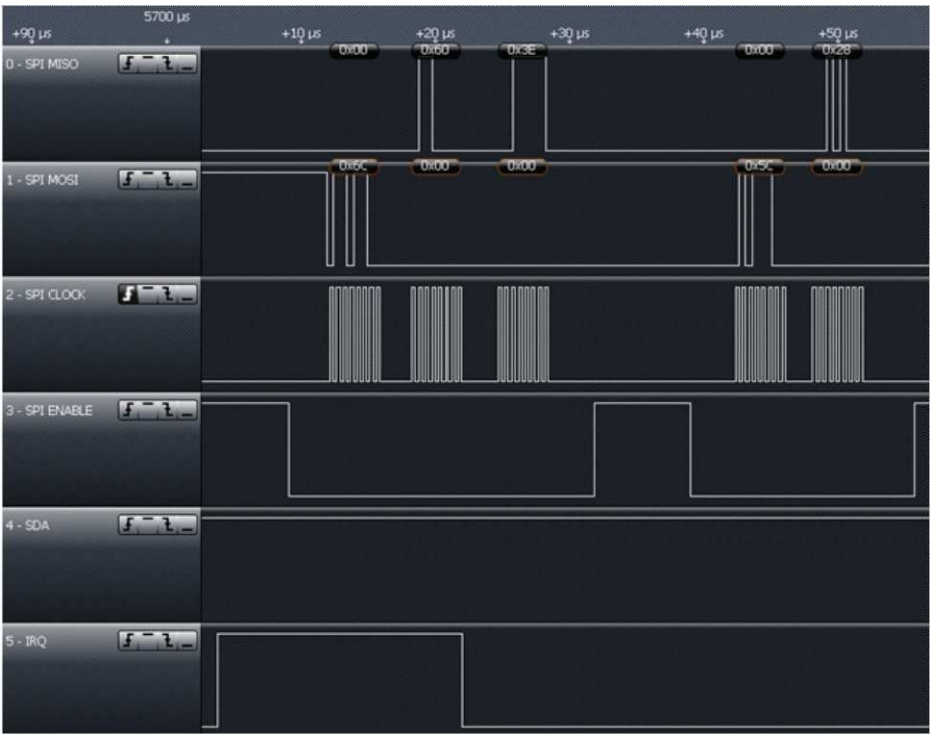 5700 µs
+90 µs +10 µs +20 µs +30 µs +40 µs +50 µs
0x00 0x60 0x3E 0x00 0x28
0 - SPI MISO
0x6C 0x00 0x00 0x5C 0x00
1 - SPI MOSI
2 - SPI CLOCK
3 - SPI ENABLE
4 - SDA
5 - IRQ